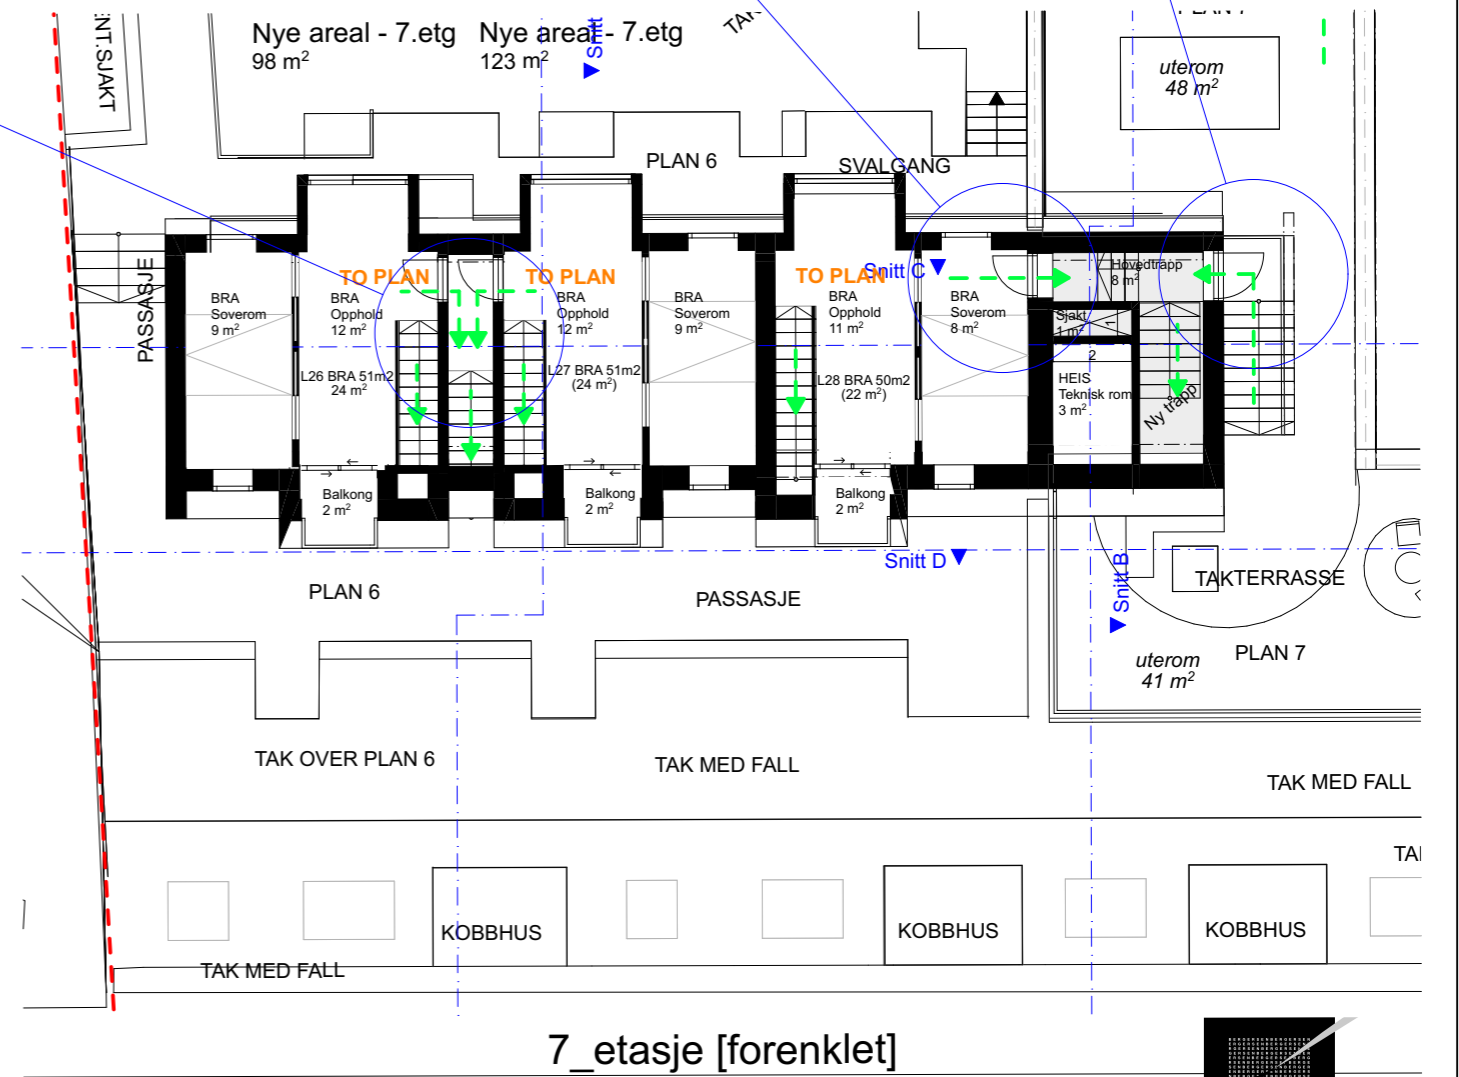 ENT.SJAKT
Nye areal - 7.etg
98 m²
Nye areal - 7.etg
123 m²
Snitt
PLAN 7
uterom
48 m²
PLAN 6
SVALGANG
PASSASJE
TO PLAN
TO PLAN
TO PLAN
Snitt C
Hovedtrapp
8 m²
BRA
Soverom
9 m²
BRA
Opphold
12 m²
BRA
Opphold
12 m²
BRA
Soverom
9 m²
BRA
Opphold
11 m²
BRA
Soverom
8 m²
Sjakt
1 m²
1
2
L26 BRA 51m2
24 m²
L27 BRA 51m2
(24 m²)
L28 BRA 50m2
(22 m²)
HEIS
Teknisk rom
3 m²
Ny trapp
Balkong
2 m²
Balkong
2 m²
Balkong
2 m²
Snitt D
Snitt B
TAKTERRASSE
PLAN 6
PASSASJE
PLAN 7
uterom
41 m²
TAK OVER PLAN 6
TAK MED FALL
TAK MED FALL
KOBBHUS
KOBBHUS
KOBBHUS
TAK MED FALL
7_etasje [forenklet]